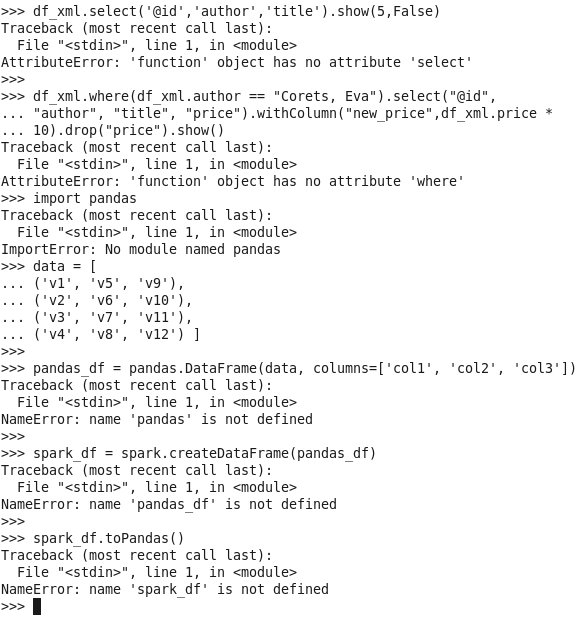 >>> df_xml.select('@id','author','title').show(5,False)
Traceback (most recent call last):
  File "<stdin>", line 1, in <module>
AttributeError: 'function' object has no attribute 'select'
>>>
>>> df_xml.where(df_xml.author == "Corets, Eva").select("@id",
... "author", "title", "price").withColumn("new_price",df_xml.price *
... 10).drop("price").show()
Traceback (most recent call last):
  File "<stdin>", line 1, in <module>
AttributeError: 'function' object has no attribute 'where'
>>> import pandas
Traceback (most recent call last):
  File "<stdin>", line 1, in <module>
ImportError: No module named pandas
>>> data = [
... ('v1', 'v5', 'v9'),
... ('v2', 'v6', 'v10'),
... ('v3', 'v7', 'v11'),
... ('v4', 'v8', 'v12') ]
>>>
>>> pandas_df = pandas.DataFrame(data, columns=['col1', 'col2', 'col3'])
Traceback (most recent call last):
  File "<stdin>", line 1, in <module>
NameError: name 'pandas' is not defined
>>>
>>> spark_df = spark.createDataFrame(pandas_df)
Traceback (most recent call last):
  File "<stdin>", line 1, in <module>
NameError: name 'pandas_df' is not defined
>>>
>>> spark_df.toPandas()
Traceback (most recent call last):
  File "<stdin>", line 1, in <module>
NameError: name 'spark_df' is not defined
>>>